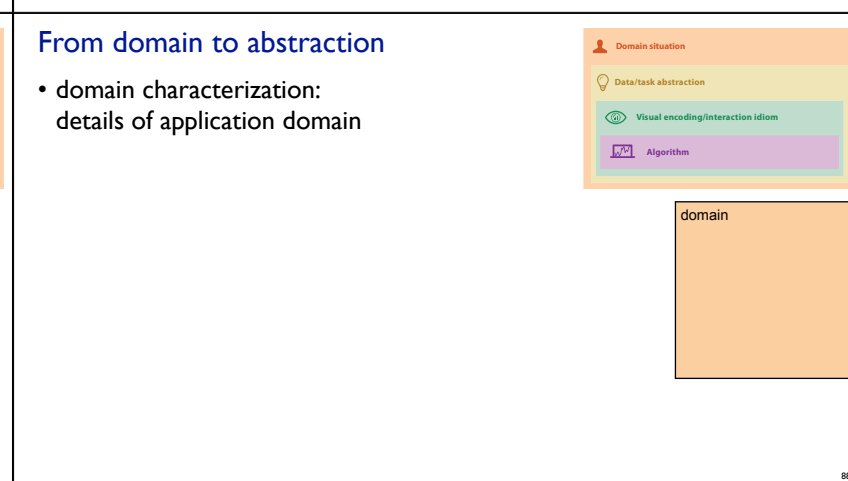 From domain to abstraction
• domain characterization:
details of application domain
Domain situation
Data/task abstraction
Visual encoding/interaction idiom
Algorithm
domain